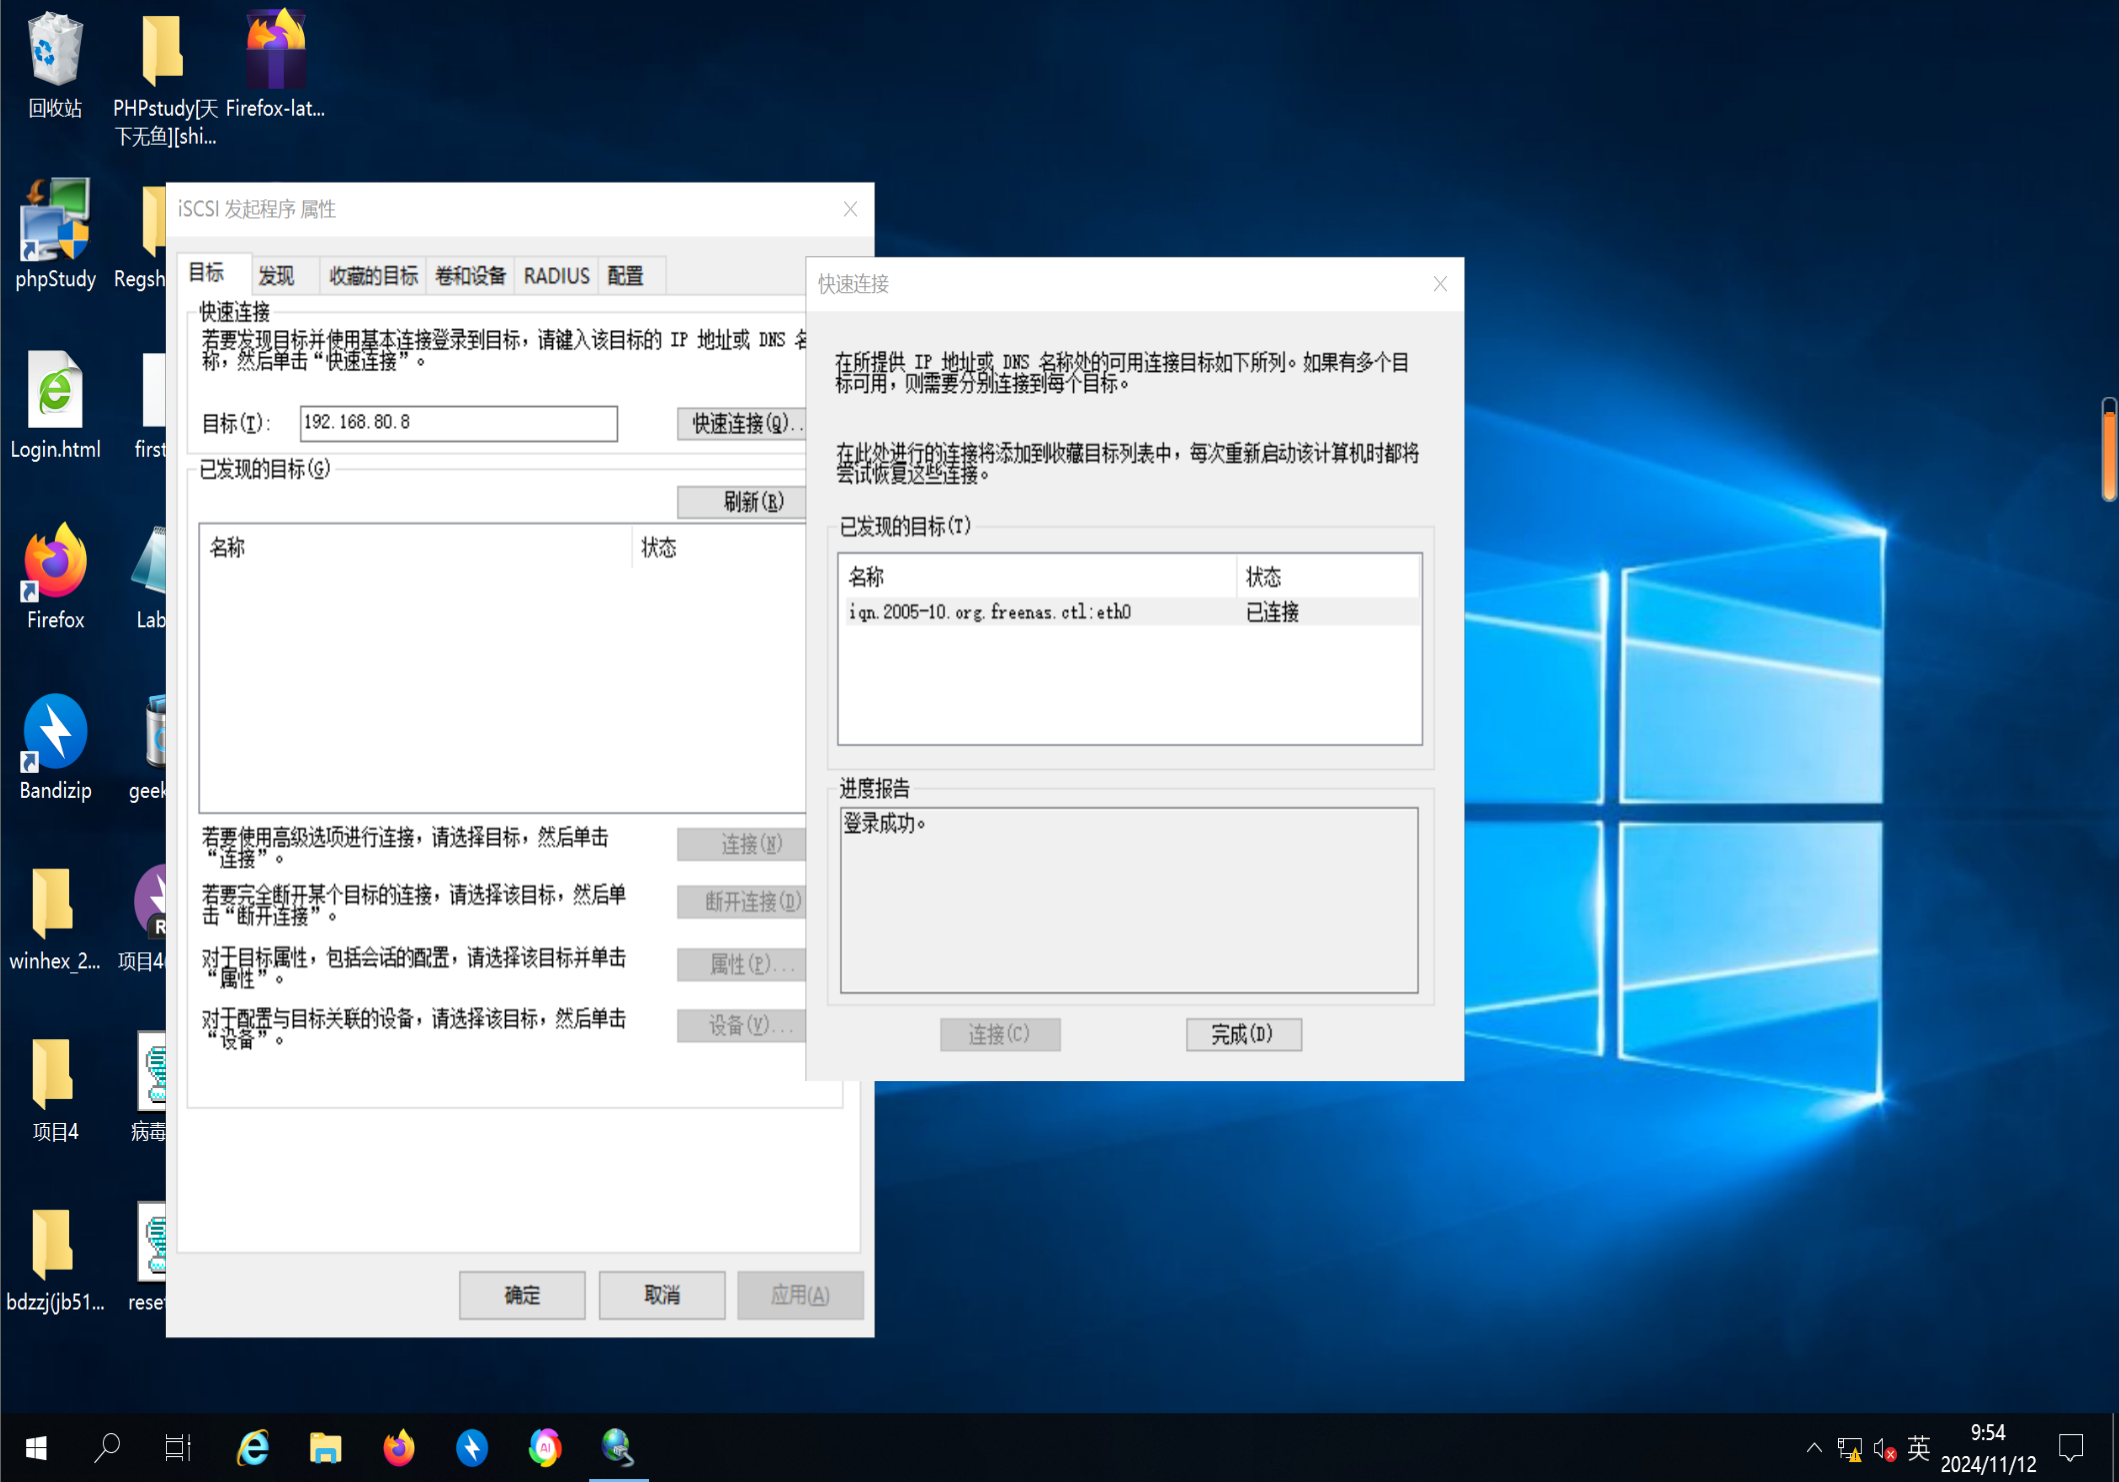 回收站
PHPstudy[天
下无鱼][shi...
Firefox-lat...
phpStudy
Regsh
Login.html
first
Firefox
Lab
Bandizip
geek
winhex_2...
项目4
项目4
病毒
bdzzj(jb51...
rese
iSCSI 发起程序 属性
目标
发现
收藏的目标
卷和设备
RADIUS
配置
快速连接
若要发现目标并使用基本连接登录到目标，请键入该目标的 IP 地址或 DNS 名
称，然后单击“快速连接”。
目标(T):
192.168.80.8
快速连接(Q)..
已发现的目标(G)
刷新(R)
名称
状态
若要使用高级选项进行连接，请选择目标，然后单击
“连接”。
连接(N)
若要完全断开某个目标的连接，请选择该目标，然后单
击“断开连接”。
断开连接(D)
对于目标属性，包括会话的配置，请选择该目标并单击
“属性”。
属性(P)...
对于配置与目标关联的设备，请选择该目标，然后单击
“设备”。
设备(V)...
确定
取消
应用(A)
快速连接
在所提供 IP 地址或 DNS 名称处的可用连接目标如下所列。如果有多个目
标可用，则需要分别连接到每个目标。
在此处进行的连接将添加到收藏目标列表中，每次重新启动该计算机时都将
尝试恢复这些连接。
已发现的目标(T)
名称
状态
iqn.2005-10.org.freenas.ctl:eth0
已连接
进度报告
登录成功。
连接(C)
完成(D)
AI
英
9:54
2024/11/12